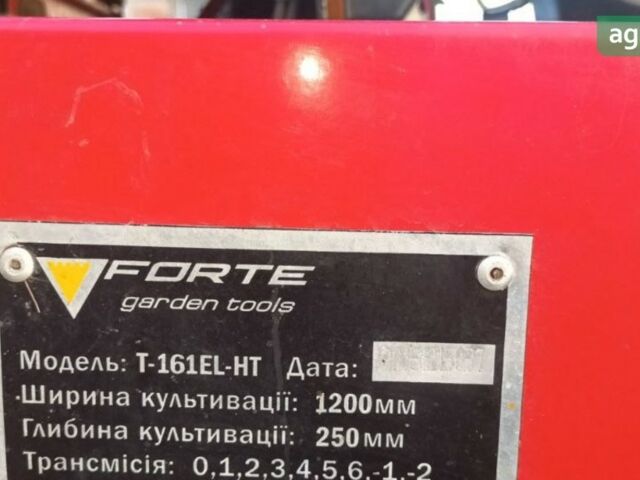 ag
FORTE
garden tools
Модель: T-161EL-HT Дата:
Ширина культивації: 1200мм
Глибина культивації: 250мм
Трансмісія: 0,1,2,3,4,5,6,-1,-2